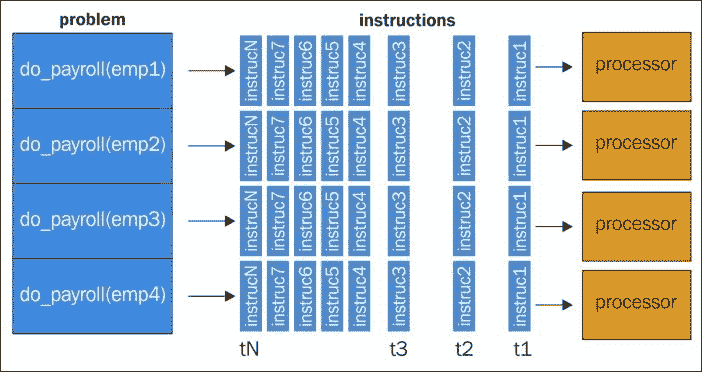 problem
instructions
do_payroll(emp1)
instrucN
instruc7
instruc6
instruc5
instruc4
instruc3
instruc2
instruc1
processor
do_payroll(emp2)
instrucN
instruc7
instruc6
instruc5
instruc4
instruc3
instruc2
instruc1
processor
do_payroll(emp3)
instrucN
instruc7
instruc6
instruc5
instruc4
instruc3
instruc2
instruc1
processor
do_payroll(emp4)
instrucN
instruc7
instruc6
instruc5
instruc4
instruc3
instruc2
instruc1
processor
tN
t3
t2
t1